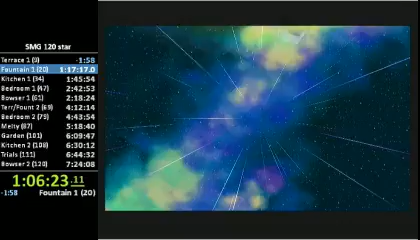 SMG 120 star
Terrace 1 (9) -1:58
Fountain 1 (20) 1:17:17.0
Kitchen 1 (34) 1:45:54
Bedroom 1 (47) 2:42:53
Bowser 1 (61) 2:18:24
Terr/Fount 2 (69) 4:12:14
Bedroom 2 (79) 4:43:54
Melty (87) 5:18:40
Garden (101) 6:09:47
Kitchen 2 (108) 6:30:12
Trials (111) 6:44:32
Bowser 2 (120) 7:24:08
1:06:23.11
-1:58 Fountain 1 (20)